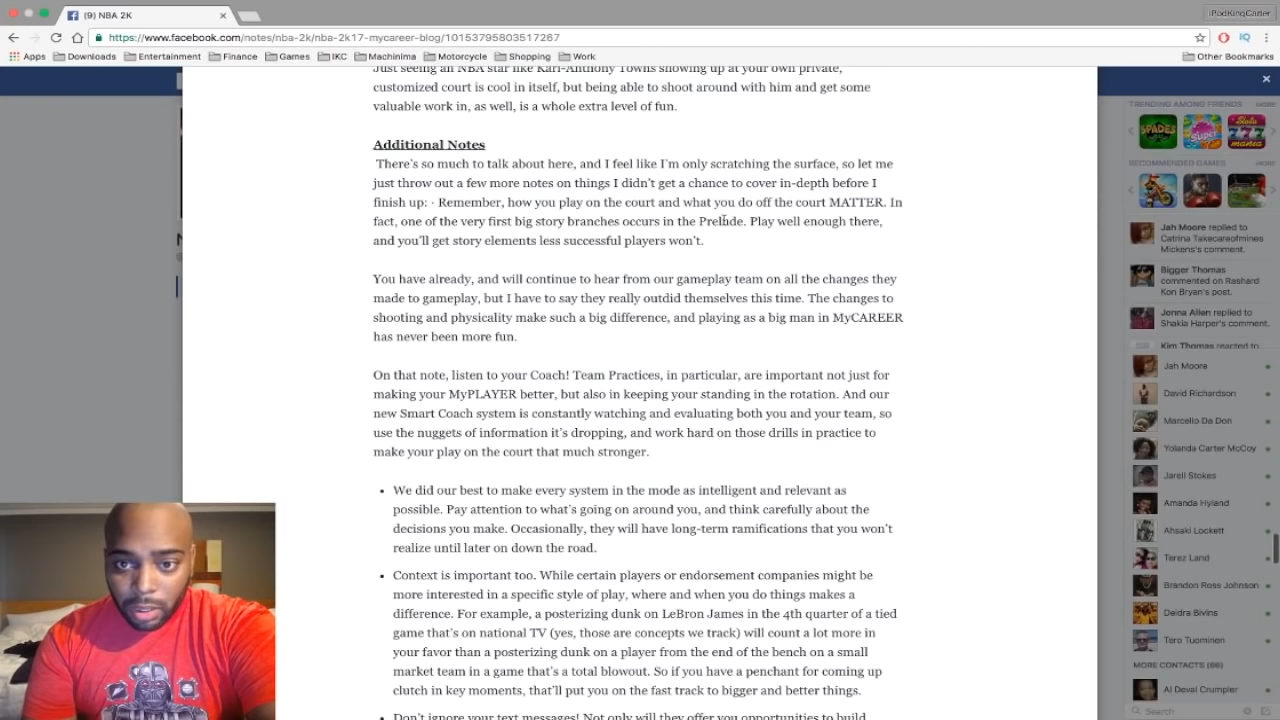 (9) NBA 2K
iPodKingCarter
https://www.facebook.com/notes/nba-2k/nba-2k17-mycareer-blog/10153795803517267
Apps Downloads Entertainment Finance Games IKC Machinima Motorcycle Shopping Work Other Bookmarks
Just seeing an NBA star like Karl-Anthony Towns showing up at your own private,
customized court is cool in itself, but being able to shoot around with him and get some
valuable work in, as well, is a whole extra level of fun.
Additional Notes
There's so much to talk about here, and I feel like I'm only scratching the surface, so let me
just throw out a few more notes on things I didn't get a chance to cover in-depth before I
finish up: · Remember, how you play on the court and what you do off the court MATTER. In
fact, one of the very first big story branches occurs in the Prelude. Play well enough there,
and you'll get story elements less successful players won't.
You have already, and will continue to hear from our gameplay team on all the changes they
made to gameplay, but I have to say they really outdid themselves this time. The changes to
shooting and physicality make such a big difference, and playing as a big man in MyCAREER
has never been more fun.
On that note, listen to your Coach! Team Practices, in particular, are important not just for
making your MyPLAYER better, but also in keeping your standing in the rotation. And our
new Smart Coach system is constantly watching and evaluating both you and your team, so
use the nuggets of information it's dropping, and work hard on those drills in practice to
make your play on the court that much stronger.
• We did our best to make every system in the mode as intelligent and relevant as
possible. Pay attention to what's going on around you, and think carefully about the
decisions you make. Occasionally, they will have long-term ramifications that you won't
realize until later on down the road.
• Context is important too. While certain players or endorsement companies might be
more interested in a specific style of play, where and when you do things makes a
difference. For example, a posterizing dunk on LeBron James in the 4th quarter of a tied
game that's on national TV (yes, those are concepts we track) will count a lot more in
your favor than a posterizing dunk on a player from the end of the bench on a small
market team in a game that's a total blowout. So if you have a penchant for coming up
clutch in key moments, that'll put you on the fast track to bigger and better things.
• Don't ignore your text messages! Not only will they offer you opportunities to build
TRENDING AMONG FRIENDS
SPADES
Super
Slots
777
mania
RECOMMENDED GAMES
Jah Moore replied to
Catrina Takecareofmines
Mickens's comment.
Bigger Thomas
commented on Rashard
Kon Bryan's post.
Jenna Allen replied to
Shakia Harper's comment.
Kim Thomas reacted to
Jah Moore
David Richardson
Marcello Da Don
Yolanda Carter McCoy
Jarell Stokes
Amanda Hyland
Ahsaki Lockett
Terez Land
Brandon Ross Johnson
Deidra Bivins
Tero Tuominen
MORE CONTACTS (66)
Al Deval Crumpler
Search